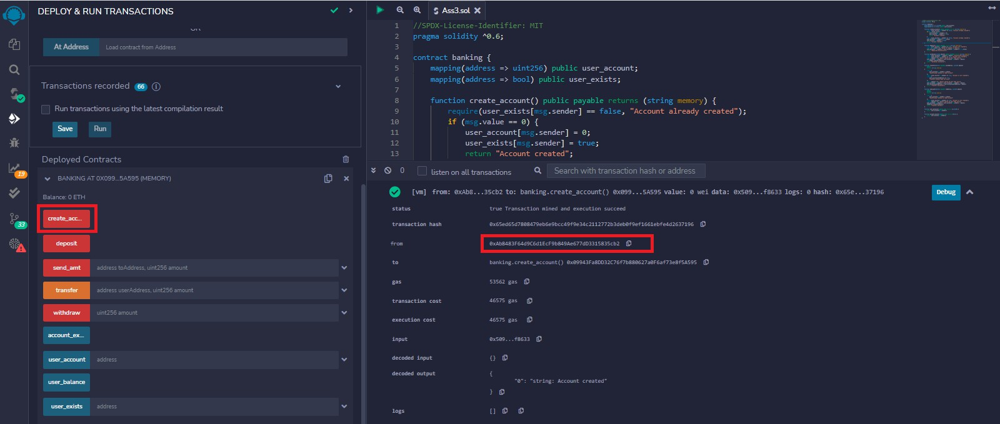 DEPLOY & RUN TRANSACTIONS
OR
At Address
Load contract from Address
Transactions recorded 66
Run transactions using the latest compilation result
Save
Run
Deployed Contracts
BANKING AT 0X099...5A595 (MEMORY)
Balance: 0 ETH
create_acc...
deposit
send_amt
address toAddress, uint256 amount
transfer
address userAddress, uint256 amount
withdraw
uint256 amount
account_ex...
user_account
address
user_balance
user_exists
address
19
33
Ass3.sol
1 //SPDX-License-Identifier: MIT
2 pragma solidity ^0.6;
3
4 contract banking {
5 mapping(address => uint256) public user_account;
6 mapping(address => bool) public user_exists;
7
8 function create_account() public payable returns (string memory) {
9 require(user_exists[msg.sender] == false, "Account already created");
10 if (msg.value == 0) {
11 user_account[msg.sender] = 0;
12 user_exists[msg.sender] = true;
13 return "Account created";
0
listen on all transactions
Search with transaction hash or address
[vm] from: 0xAb8...35cb2 to: banking.create_account() 0x099...5A595 value: 0 wei data: 0x509...f8633 logs: 0 hash: 0x65e...37196
Debug
status true Transaction mined and execution succeed
transaction hash 0x65ed65d7808479eb6e9bcc49f9e34c2112772b3deb0f9ef1661ebfe4d2637196
from 0xAb8483F64d9C6d1EcF9b849Ae677dD3315835cb2
to banking.create_account() 0x09943Fa8DD32C76f7b880627a0F6af73e8f5A595
gas 53562 gas
transaction cost 46575 gas
execution cost 46575 gas
input 0x509...f8633
decoded input {}
decoded output {
"0": "string: Account created"
}
logs []